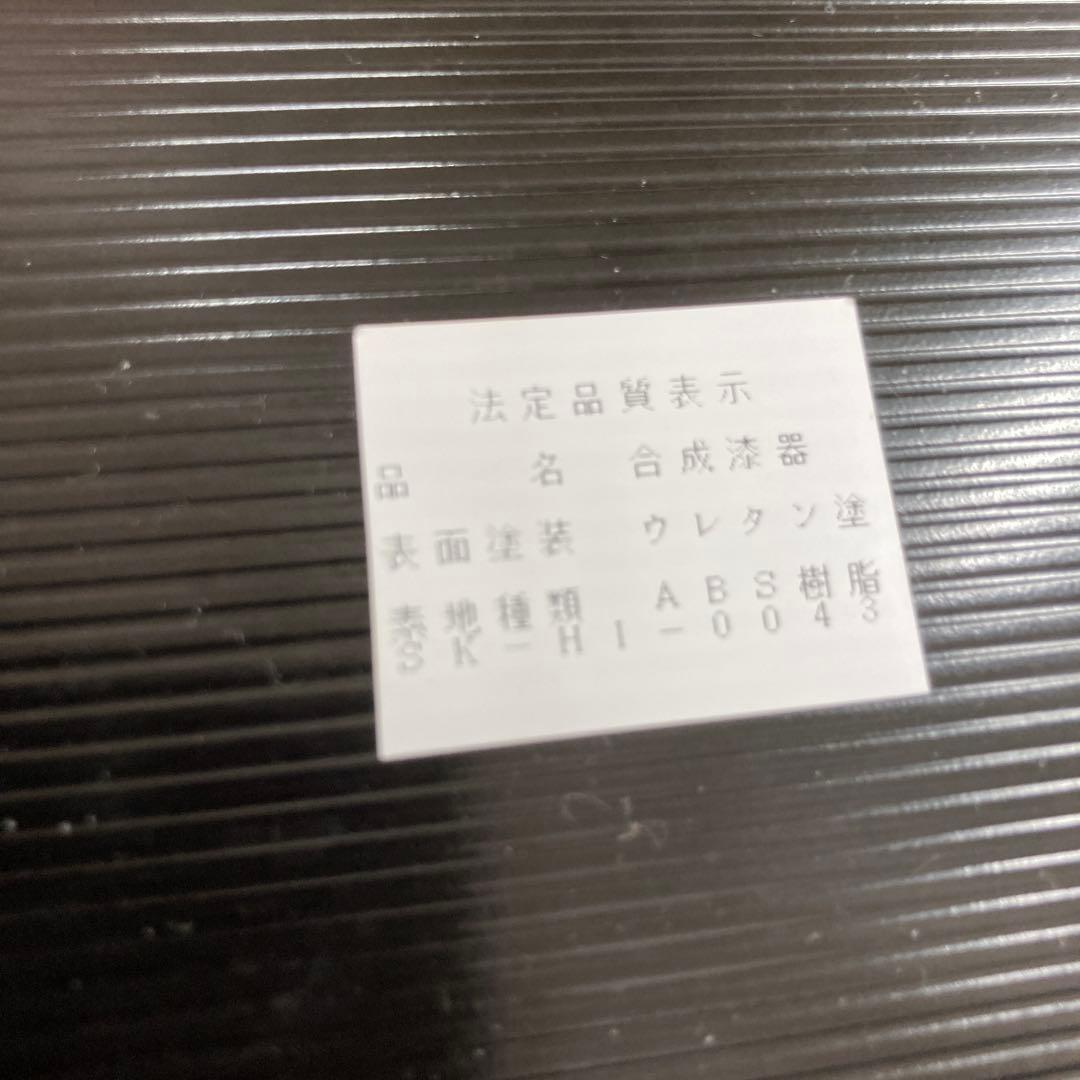 法定品質表示
品　　名　合成漆器
表面塗装　ウレタン塗
素地種類　ABS樹脂
SK－HI－0043